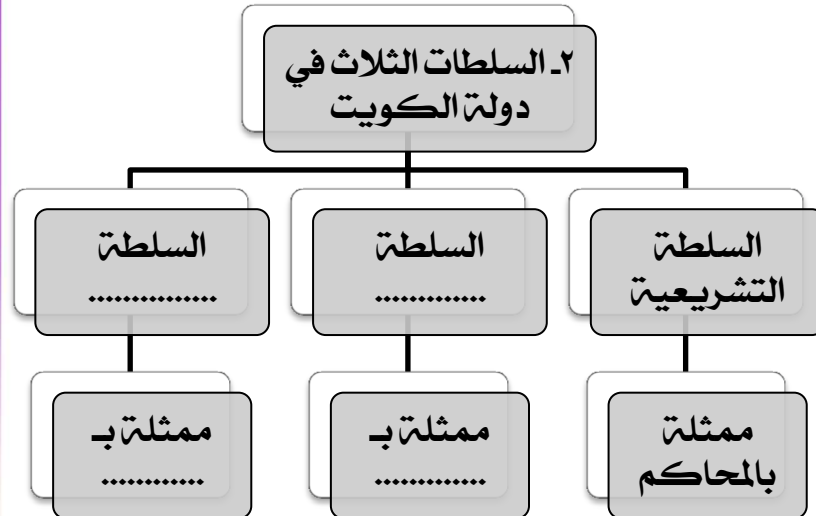 ٢ـ السلطات الثلاث في
دولة الكويت
السلطة
التشريعية
السلطة
.............
السلطة
...............
ممثلة
بالمحاكم
ممثلة بـ
.............
ممثلة بـ
............